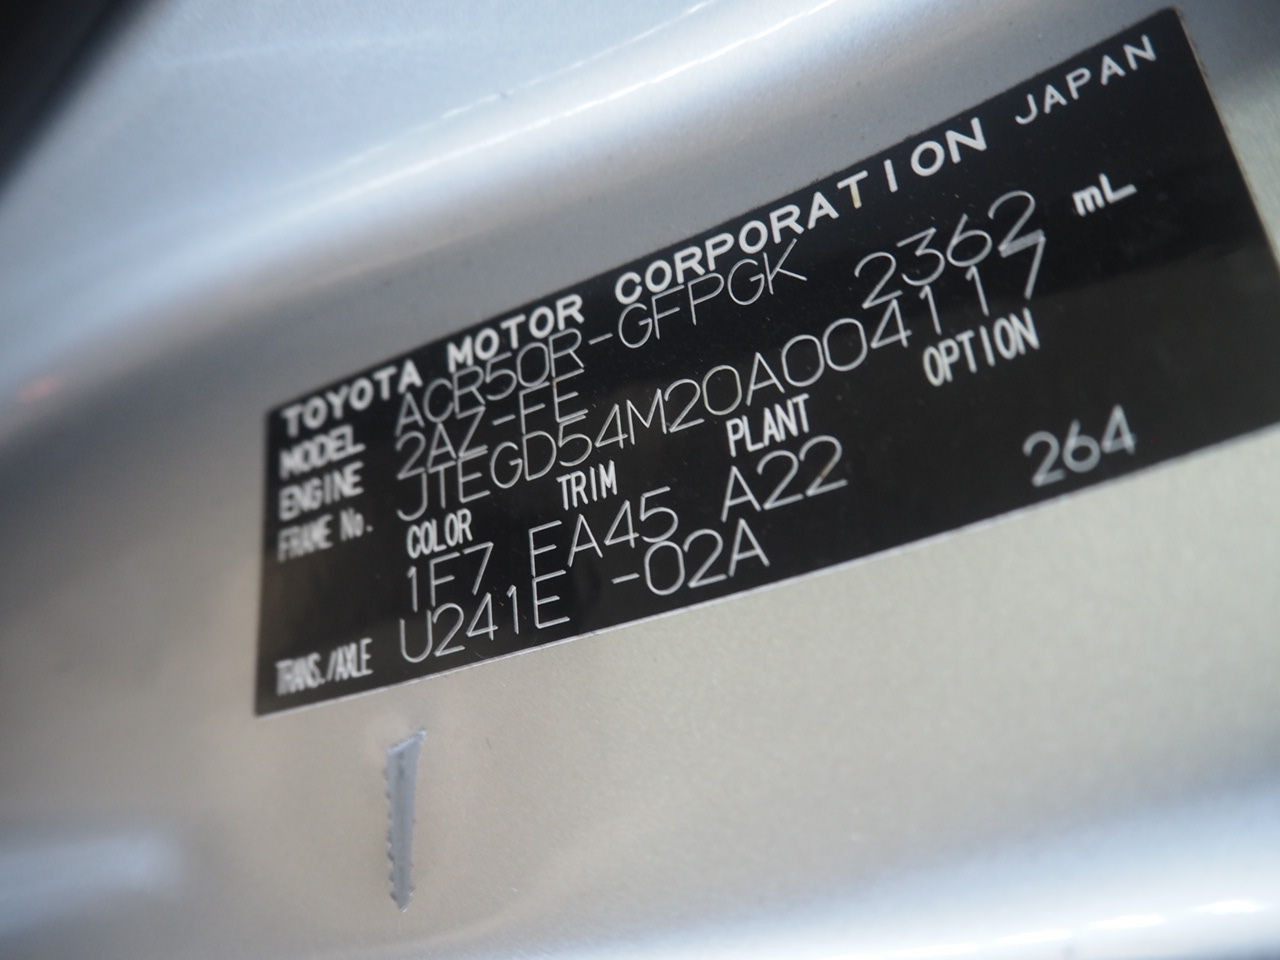 TOYOTA MOTOR CORPORATION JAPAN
MODEL ACR50R-GFPGK
ENGINE 2AZ-FE 2362 mL
FRAME No. JTEGD54M20A004117
COLOR TRIM PLANT OPTION
1F7 EA45 A22 264
TRANS./AXLE U241E -02A